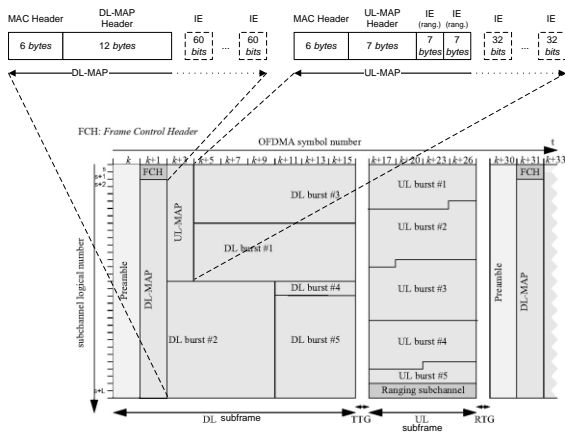 MAC Header DL-MAP Header IE IE
6 bytes 12 bytes 60 bits ... 60 bits
DL-MAP
MAC Header UL-MAP Header IE (rang.) IE (rang.) IE IE
6 bytes 7 bytes 7 bytes 7 bytes 32 bits ... 32 bits
UL-MAP
FCH: Frame Control Header
OFDMA symbol number t
k k+1 k+3 k+5 k+7 k+9 k+11 k+13 k+15 k+17 k+20 k+23 k+26 k+30 k+31 k+33
s
s+1
s+2
s+L
subchannel logical number
Preamble
FCH
DL-MAP
UL-MAP
DL burst #3
DL burst #1
DL burst #4
DL burst #2
DL burst #5
UL burst #1
UL burst #2
UL burst #3
UL burst #4
UL burst #5
Ranging subchannel
Preamble
FCH
DL-MAP
DL subframe
TTG
UL subframe
RTG